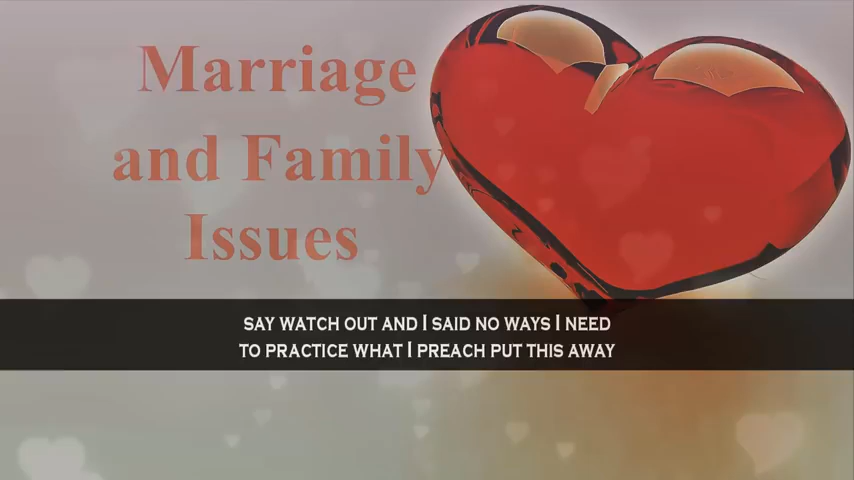 Marriage
and Family
Issues
SAY WATCH OUT AND I SAID NO WAYS I NEED
TO PRACTICE WHAT I PREACH PUT THIS AWAY